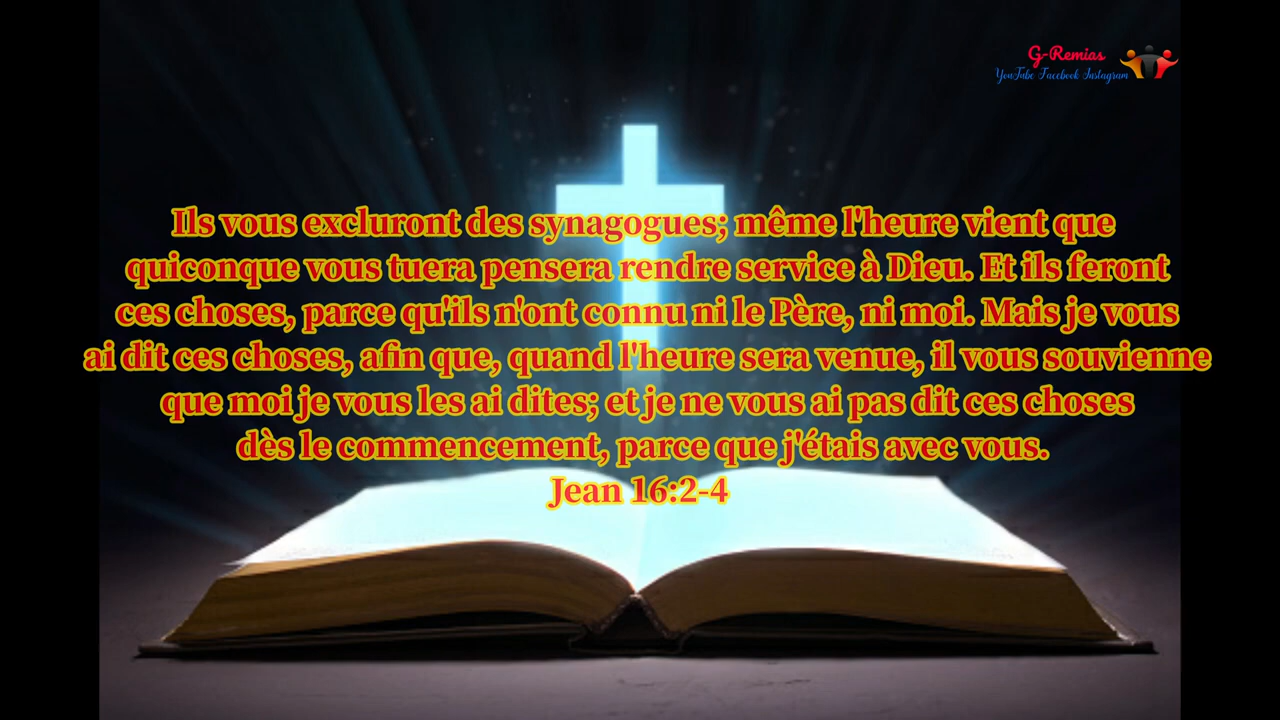 G-Remias
YouTube Facebook Instagram
Ils vous excluront des synagogues; même l'heure vient que
quiconque vous tuera pensera rendre service à Dieu. Et ils feront
ces choses, parce qu'ils n'ont connu ni le Père, ni moi. Mais je vous
ai dit ces choses, afin que, quand l'heure sera venue, il vous souvienne
que moi je vous les ai dites; et je ne vous ai pas dit ces choses
dès le commencement, parce que j'étais avec vous.
Jean 16:2-4